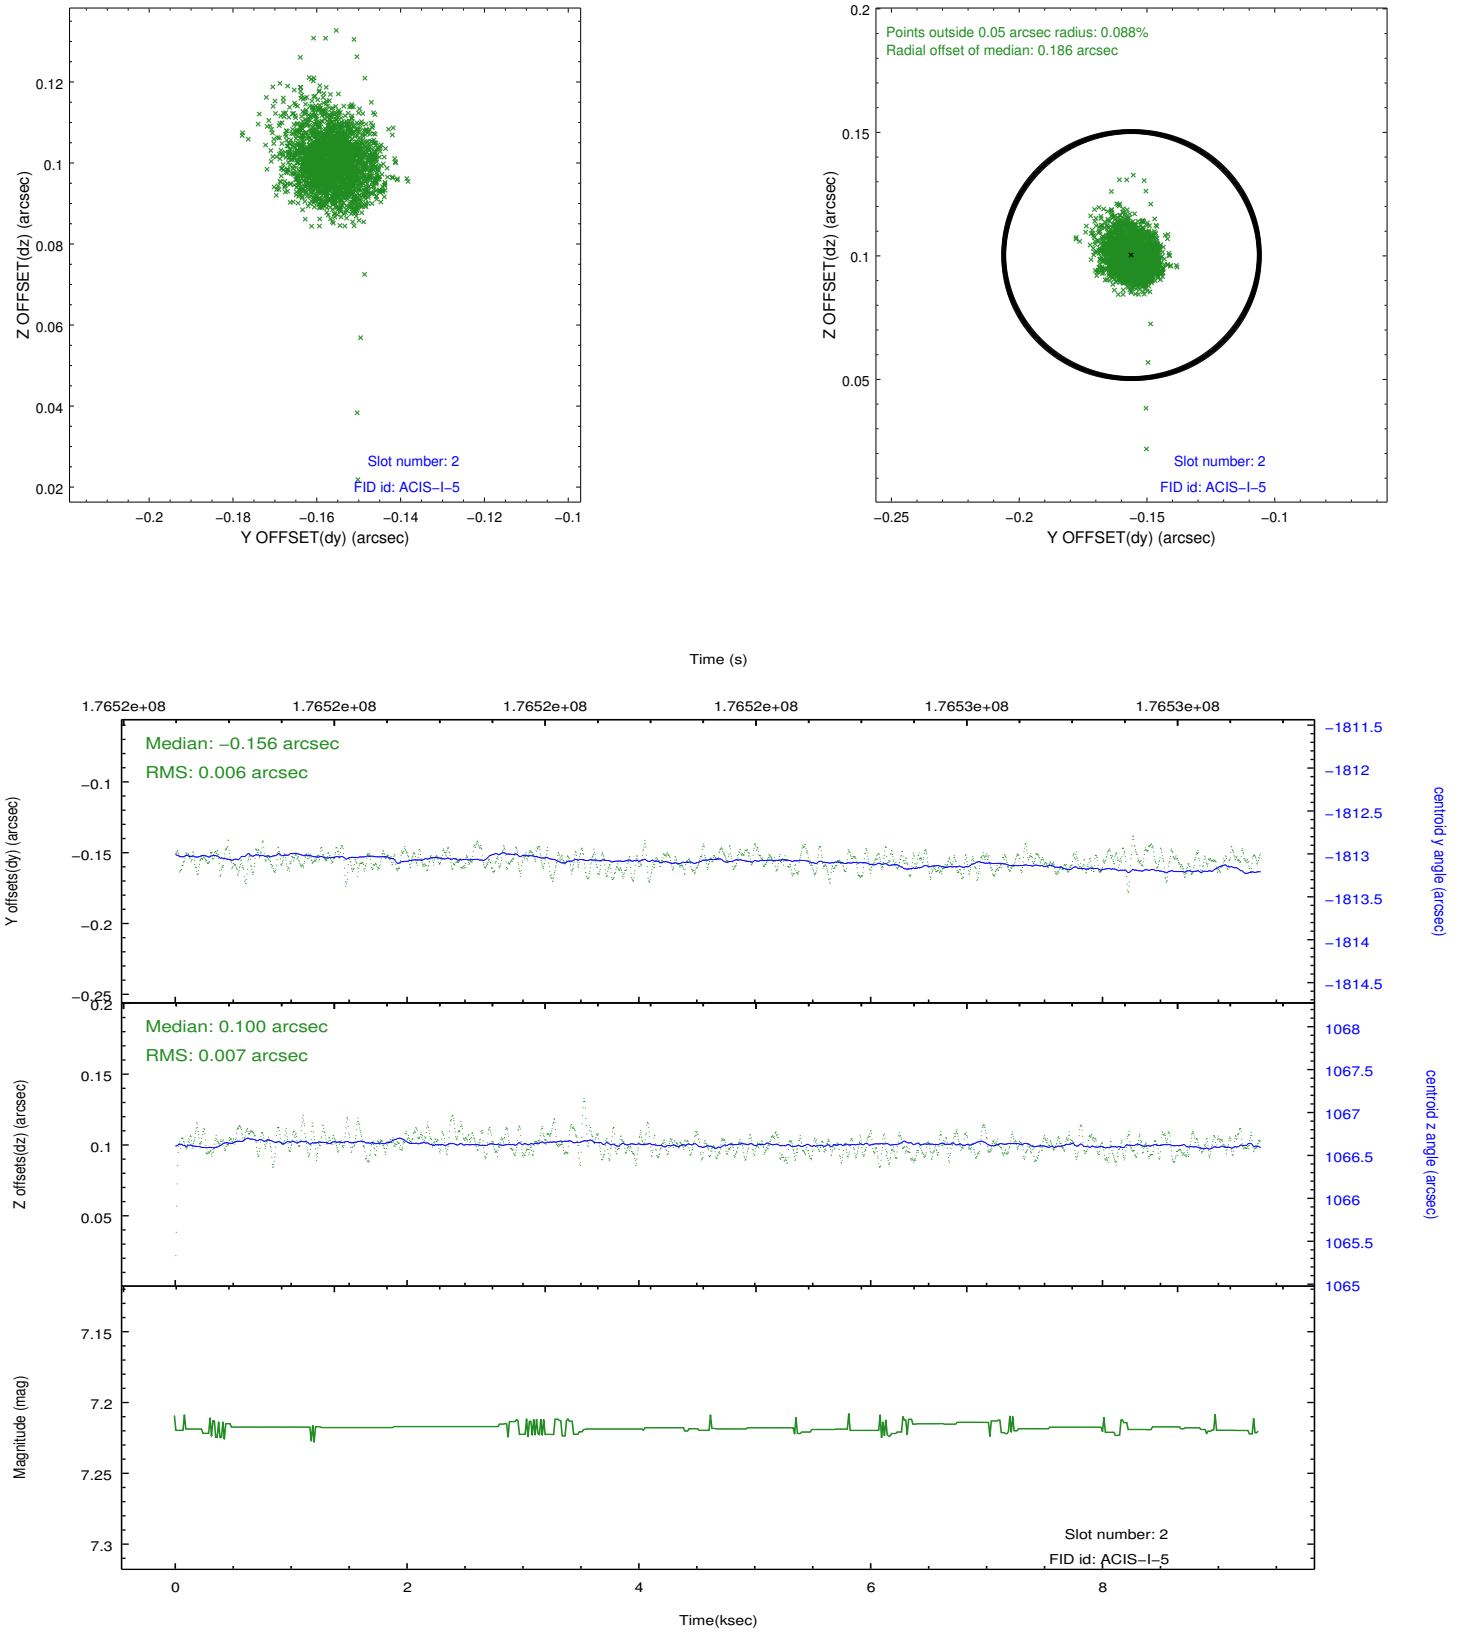 0.12
0.1
0.08
0.06
0.04
0.02
Z OFFSET(dz) (arcsec)
Slot number: 2
FID id: ACIS−I−5
−0.2 −0.18 −0.16 −0.14 −0.12 −0.1
Y OFFSET(dy) (arcsec)
0.2
0.15
0.1
0.05
Z OFFSET(dz) (arcsec)
Points outside 0.05 arcsec radius: 0.088%
Radial offset of median: 0.186 arcsec
Slot number: 2
FID id: ACIS−I−5
−0.25 −0.2 −0.15 −0.1
Y OFFSET(dy) (arcsec)
Time (s)
1.7652e+08 1.7652e+08 1.7652e+08 1.7652e+08 1.7653e+08 1.7653e+08
Median: −0.156 arcsec
RMS: 0.006 arcsec
−0.1
−0.15
−0.2
−0.25
Y offsets(dy) (arcsec)
−1811.5
−1812
−1812.5
−1813
−1813.5
−1814
−1814.5
centroid y angle (arcsec)
Median: 0.100 arcsec
RMS: 0.007 arcsec
0.2
0.15
0.1
0.05
Z offsets(dz) (arcsec)
1068
1067.5
1067
1066.5
1066
1065.5
1065
centroid z angle (arcsec)
7.15
7.2
7.25
7.3
Magnitude (mag)
Slot number: 2
FID id: ACIS−I−5
0 2 4 6 8
Time(ksec)